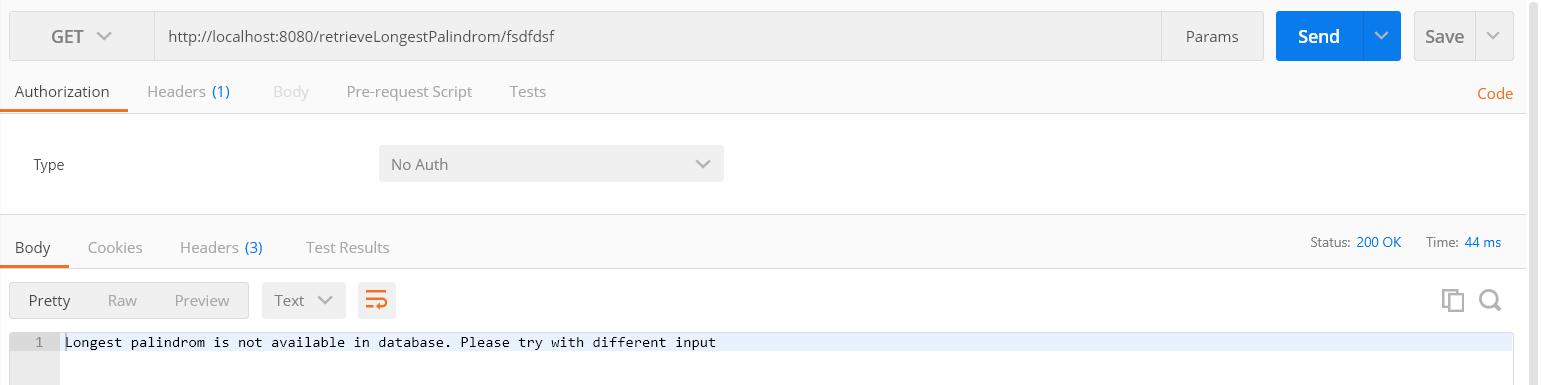 GET http://localhost:8080/retrieveLongestPalindrom/fsdfdsf Params Send Save
Authorization Headers (1) Body Pre-request Script Tests Code
Type No Auth
Body Cookies Headers (3) Test Results Status: 200 OK Time: 44 ms
Pretty Raw Preview Text
1 Longest palindrom is not available in database. Please try with different input